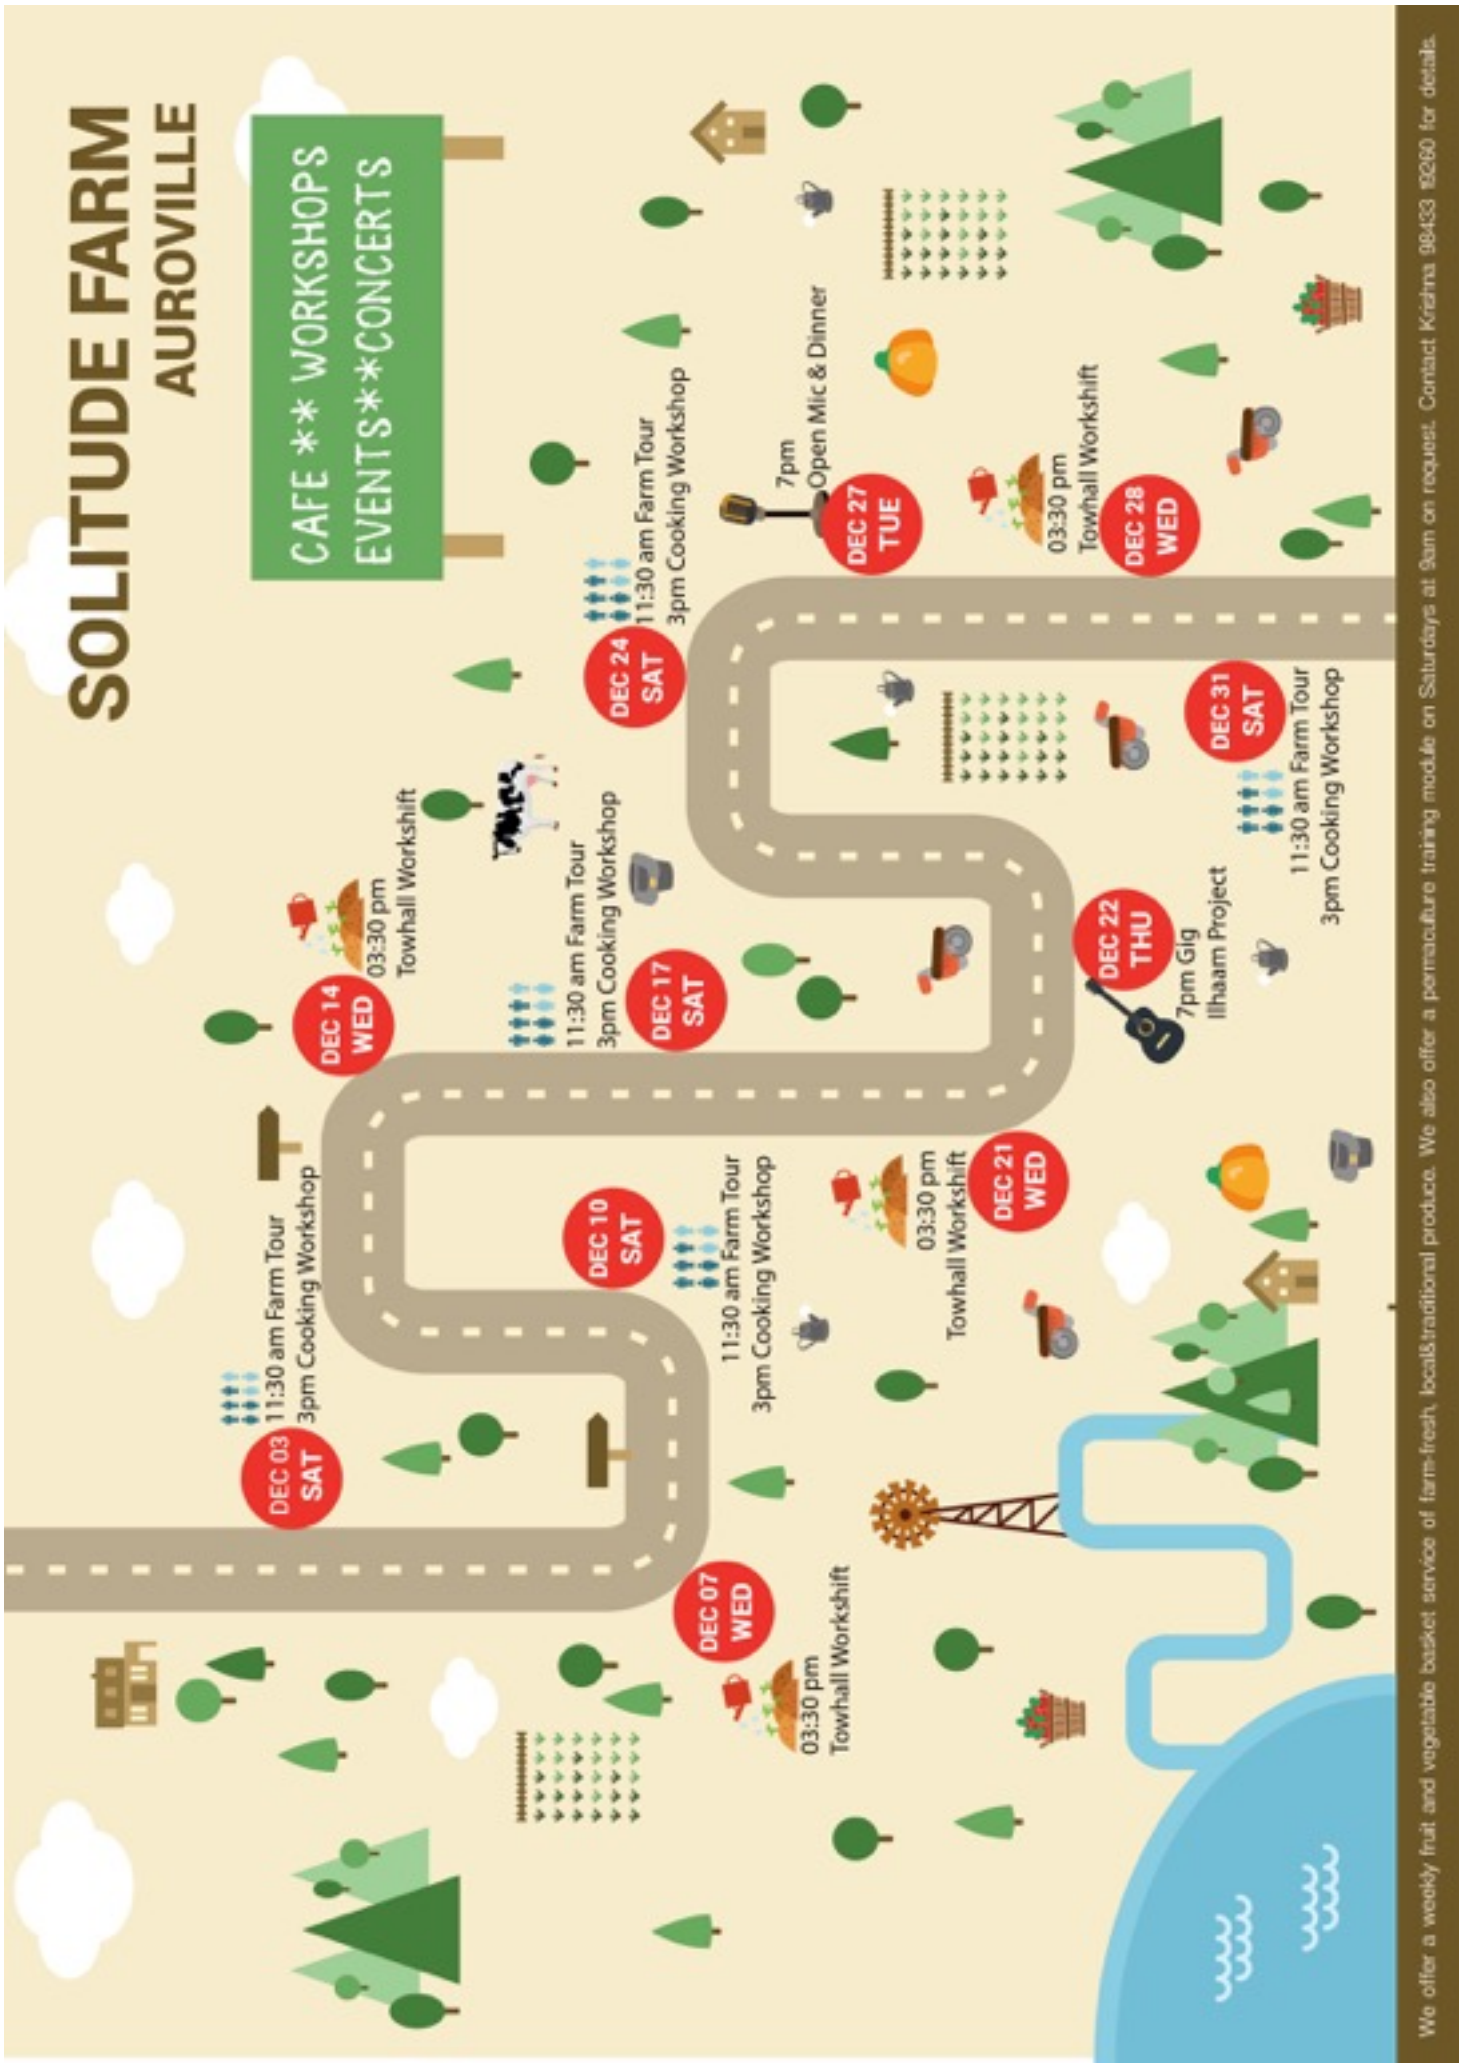 SOLITUDE FARM
AUROVILLE
CAFE ** WORKSHOPS
EVENTS**CONCERTS
DEC 03
SAT
11:30 am Farm Tour
3pm Cooking Workshop
DEC 07
WED
03:30 pm
Towhall Workshift
DEC 10
SAT
11:30 am Farm Tour
3pm Cooking Workshop
DEC 14
WED
03:30 pm
Towhall Workshift
DEC 17
SAT
11:30 am Farm Tour
3pm Cooking Workshop
DEC 21
WED
03:30 pm
Towhall Workshift
DEC 22
THU
7pm Gig
Ilham Project
DEC 24
SAT
11:30 am Farm Tour
3pm Cooking Workshop
DEC 27
TUE
7pm
Open Mic & Dinner
DEC 28
WED
03:30 pm
Towhall Workshift
DEC 31
SAT
11:30 am Farm Tour
3pm Cooking Workshop
We offer a weekly fruit and vegetable basket service of farm-fresh, local&traditional produce. We also offer a permaculture training module on Saturdays at 9am on request. Contact Krishna 98433 19260 for details.